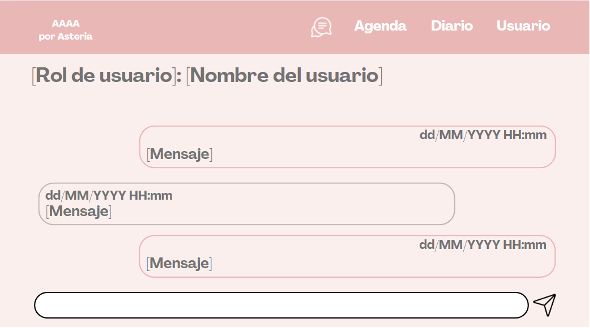 AAAA
por Asteria
Agenda
Diario
Usuario
[Rol de usuario]: [Nombre del usuario]
dd/MM/YYYY HH:mm
[Mensaje]
dd/MM/YYYY HH:mm
[Mensaje]
dd/MM/YYYY HH:mm
[Mensaje]